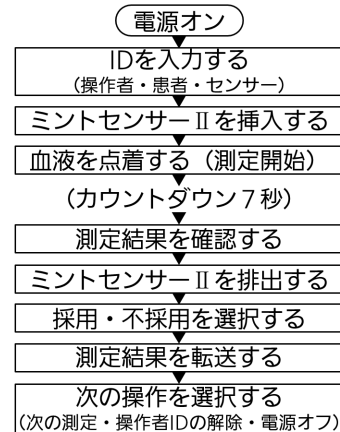 電源オン
IDを入力する
(操作者・患者・センサー)
ミントセンサーⅡを挿入する
血液を点着する（測定開始）
(カウントダウン7秒)
測定結果を確認する
ミントセンサーⅡを排出する
採用・不採用を選択する
測定結果を転送する
次の操作を選択する
(次の測定・操作者IDの解除・電源オフ)